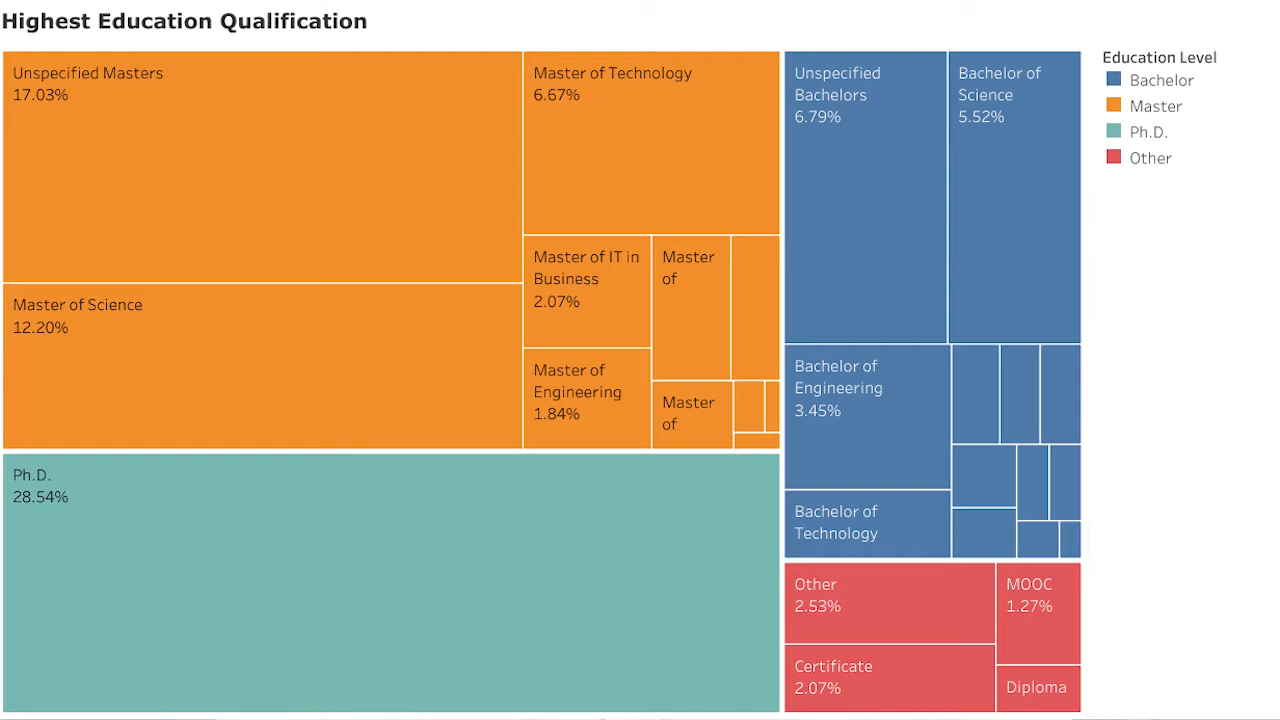 Highest Education Qualification
Unspecified Masters
17.03%
Master of Science
12.20%
Master of Technology
6.67%
Master of IT in
Business
2.07%
Master of
Engineering
1.84%
Master
of
Master
of
Ph.D.
28.54%
Unspecified
Bachelors
6.79%
Bachelor of
Science
5.52%
Bachelor of
Engineering
3.45%
Bachelor of
Technology
Other
2.53%
Certificate
2.07%
MOOC
1.27%
Diploma
Education Level
Bachelor
Master
Ph.D.
Other